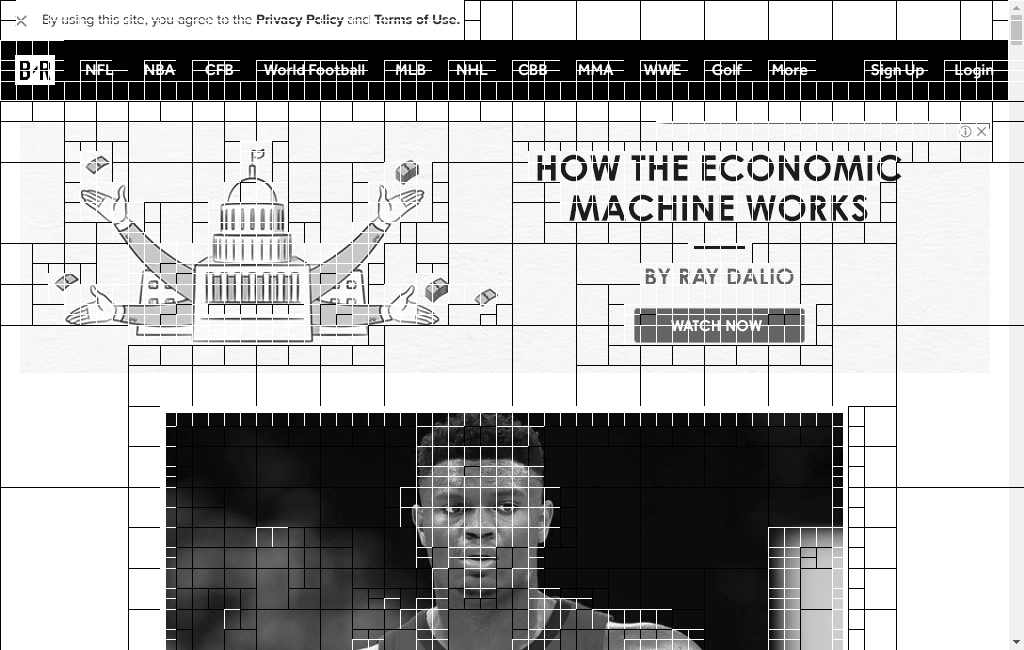 By using this site, you agree to the Privacy Policy and Terms of Use.
B/R NFL NBA CFB World Football MLB NHL CBB MMA WWE Golf More Sign Up Login
HOW THE ECONOMIC
MACHINE WORKS
BY RAY DALIO
WATCH NOW